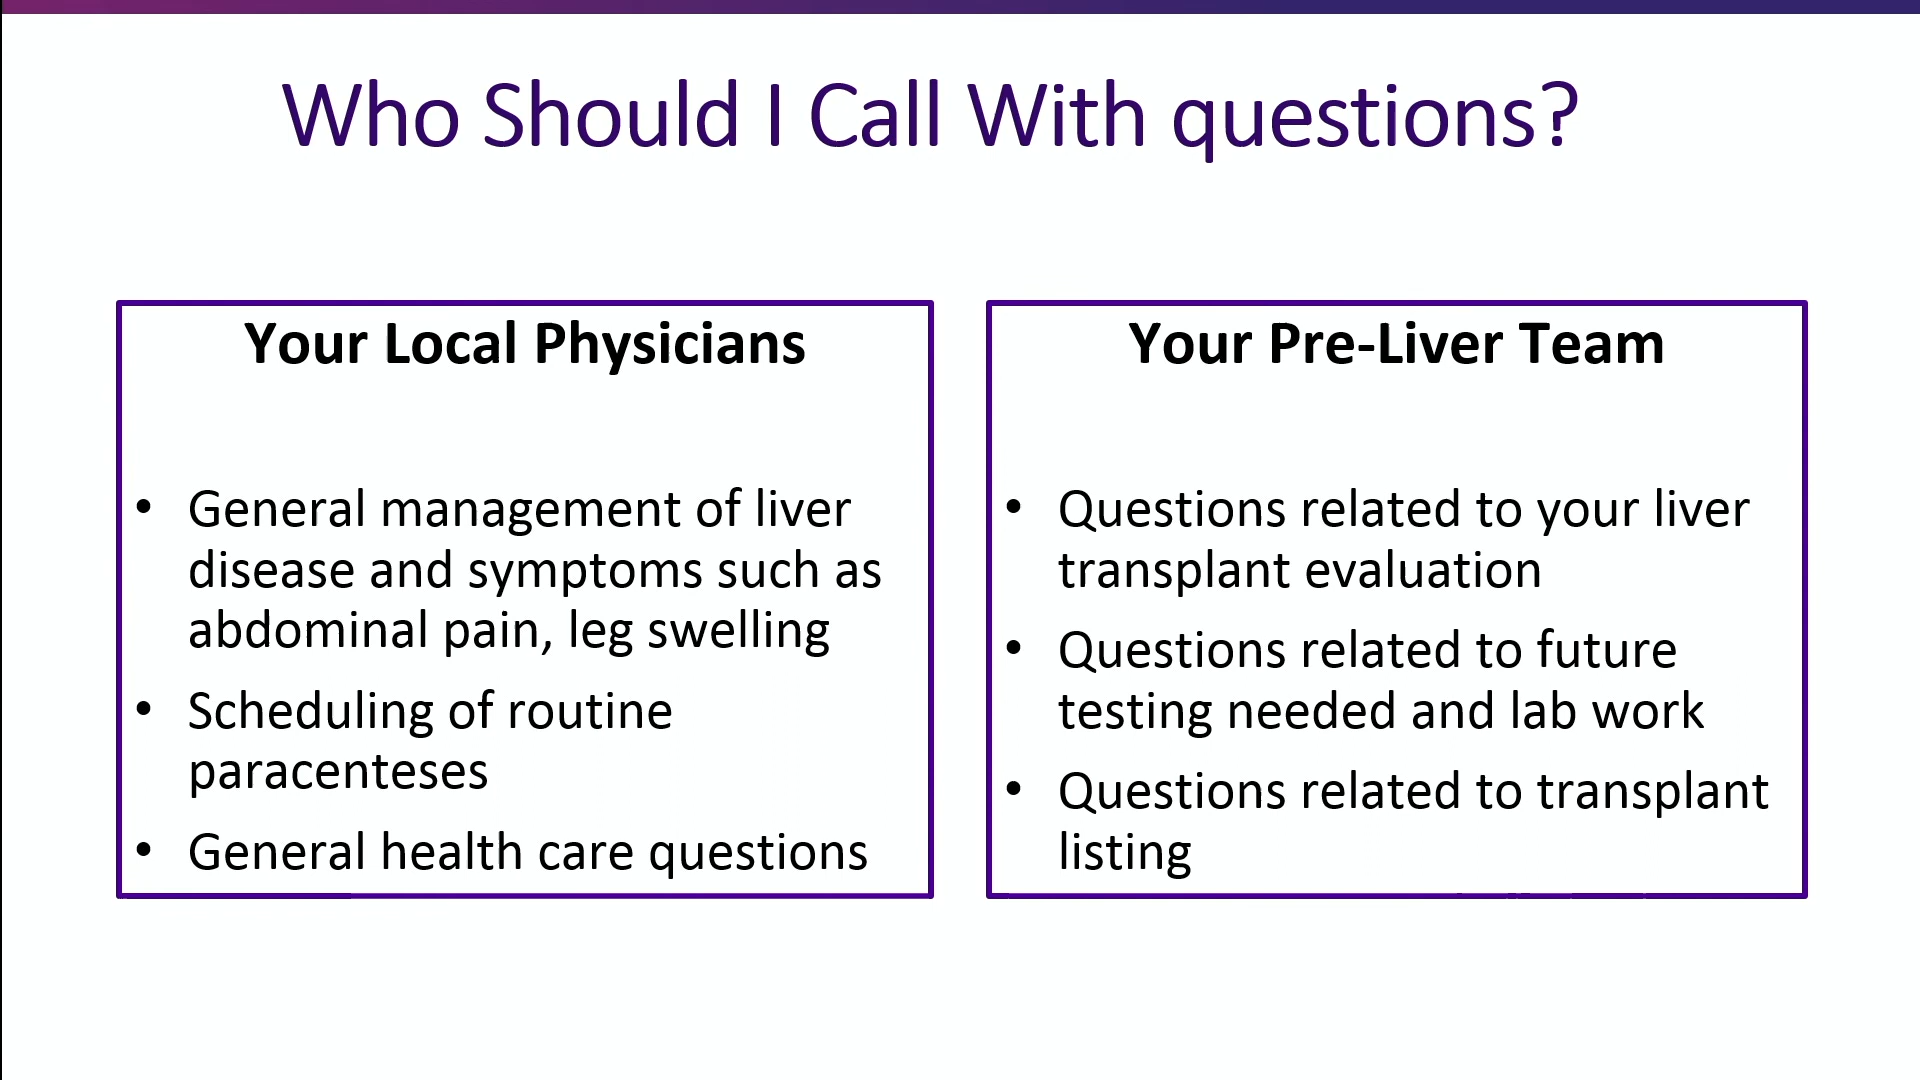 Who Should I Call With questions?
Your Local Physicians
• General management of liver
disease and symptoms such as
abdominal pain, leg swelling
• Scheduling of routine
paracenteses
• General health care questions
Your Pre-Liver Team
• Questions related to your liver
transplant evaluation
• Questions related to future
testing needed and lab work
• Questions related to transplant
listing